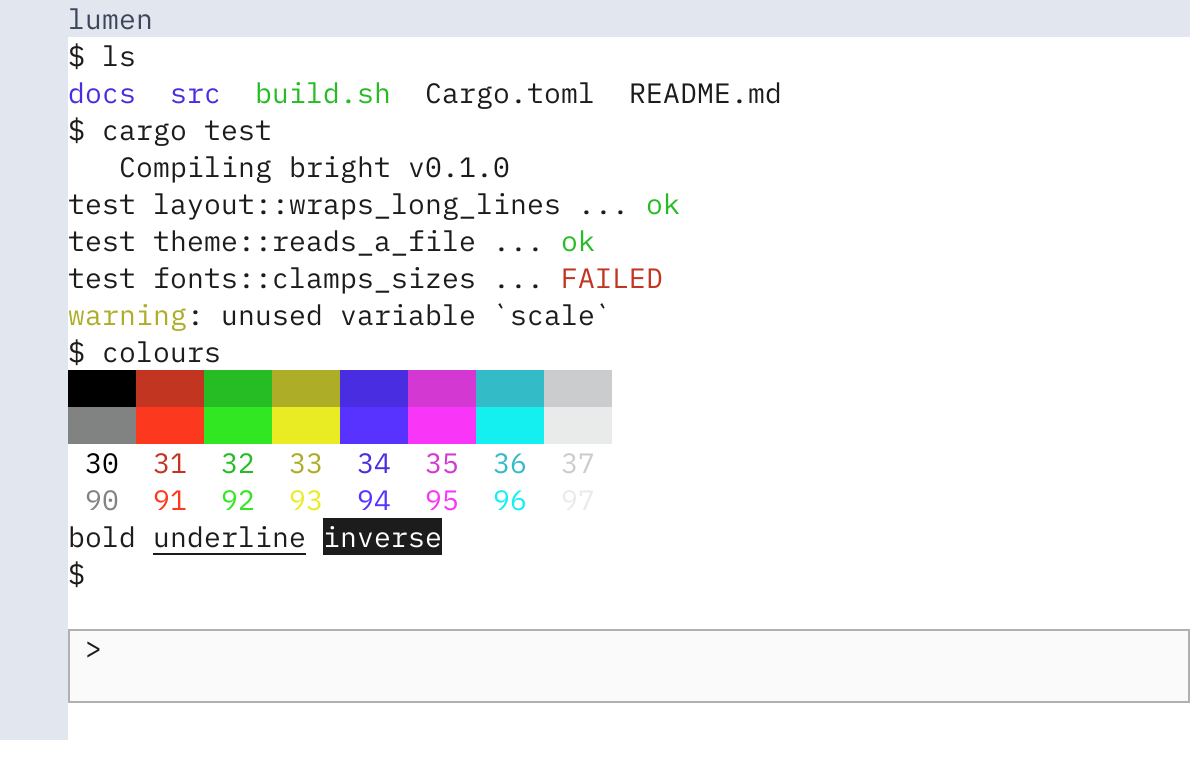 lumen
$ ls
docs  src  build.sh  Cargo.toml  README.md
$ cargo test
   Compiling bright v0.1.0
test layout::wraps_long_lines ... ok
test theme::reads_a_file ... ok
test fonts::clamps_sizes ... FAILED
warning: unused variable `scale`
$ colours
 30  31  32  33  34  35  36  37
 90  91  92  93  94  95  96  97
bold underline inverse
$
>